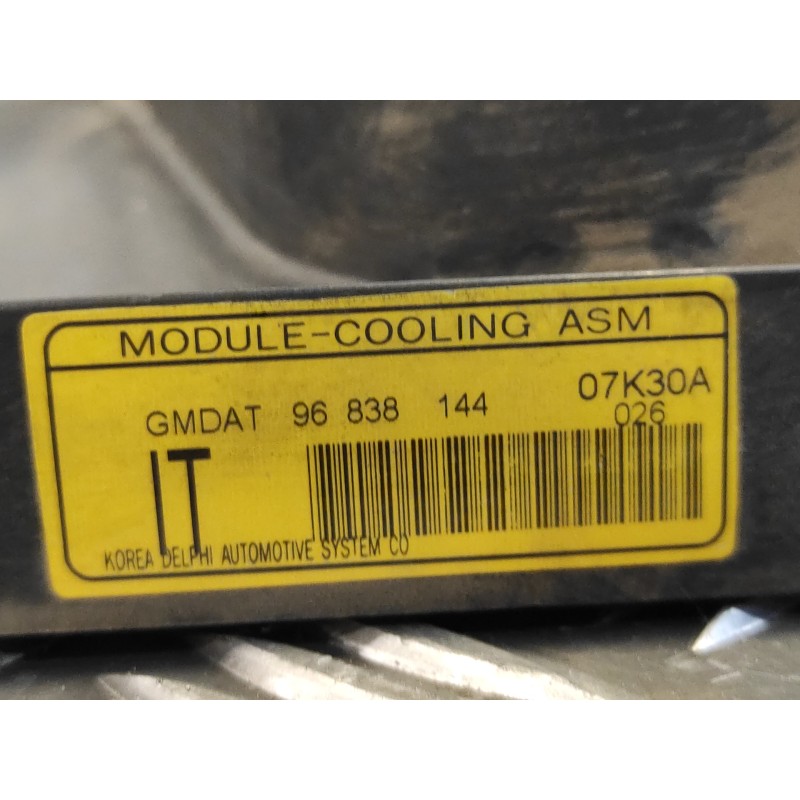 MODULE-COOLING ASM
GMDAT 96 838 144 07K30A
026
IT
KOREA DELPHI AUTOMOTIVE SYSTEM CO